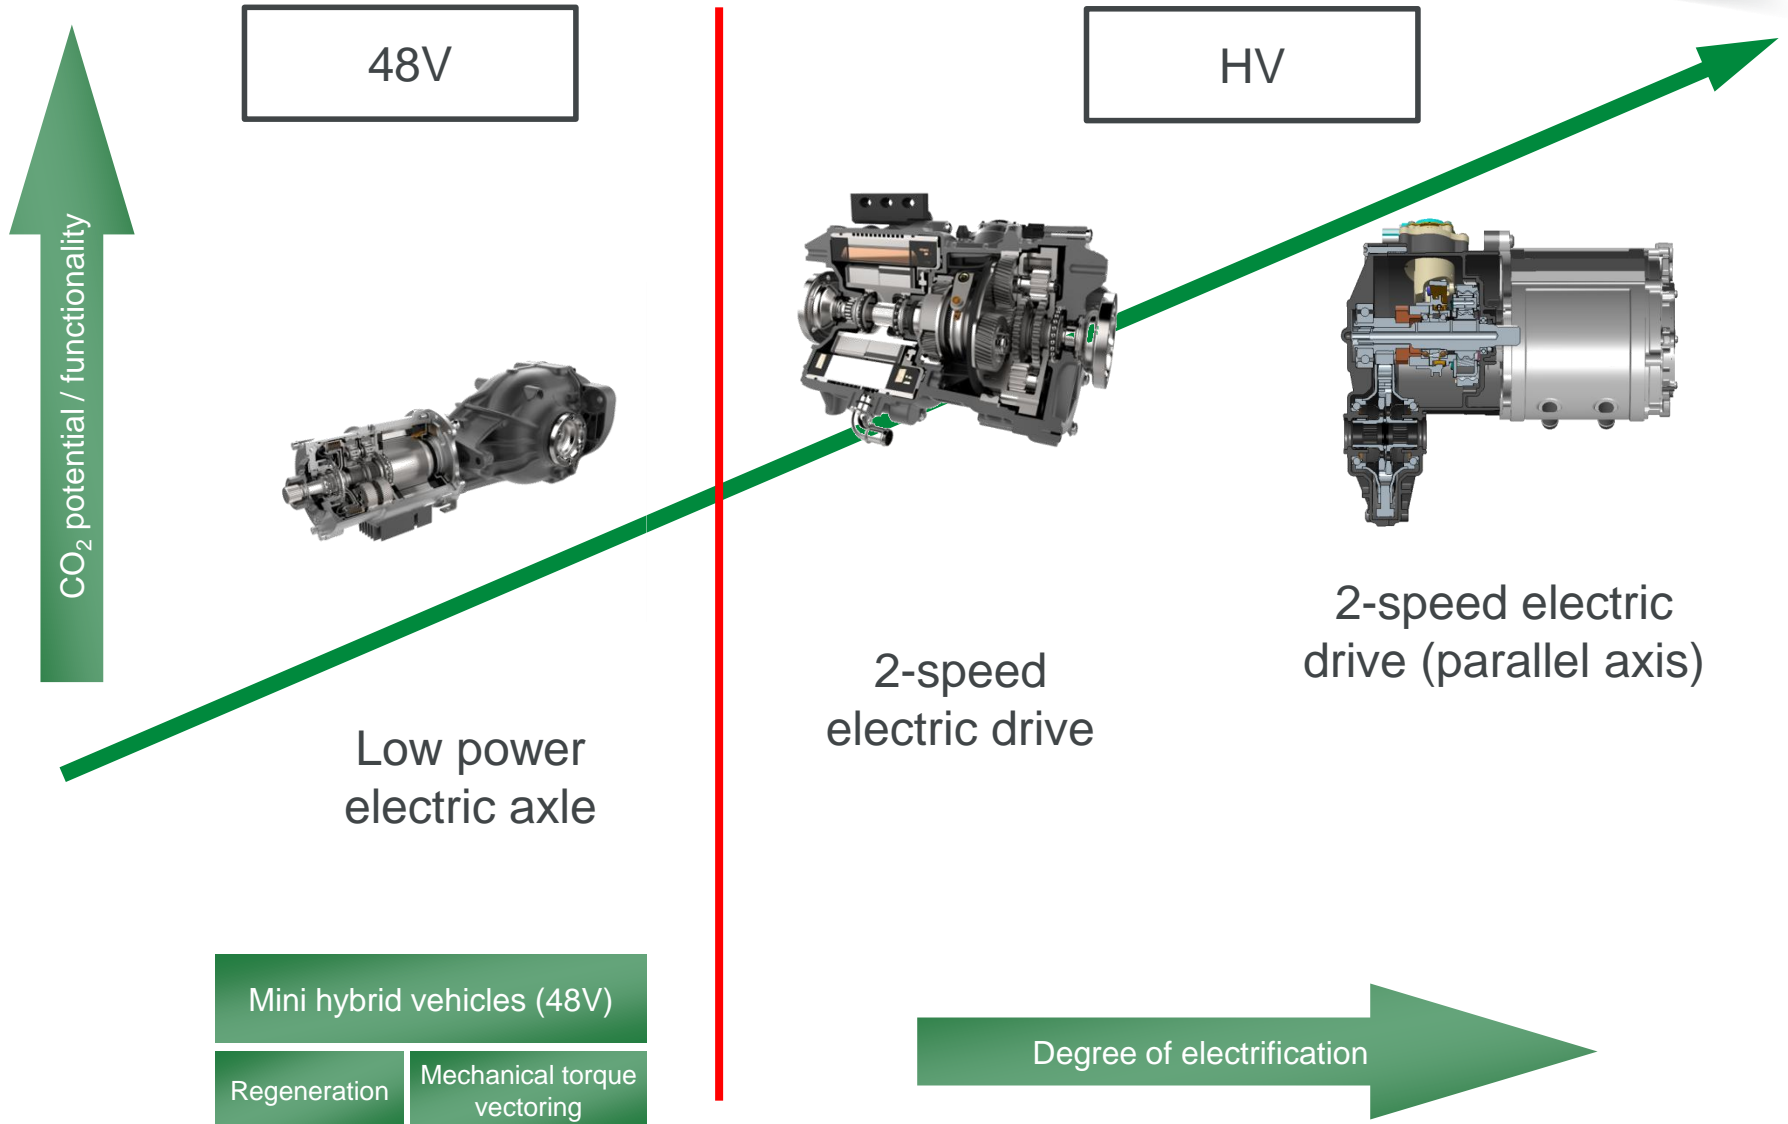 48V
HV
CO₂ potential / functionality
2-speed electric
drive (parallel axis)
2-speed
electric drive
Low power
electric axle
Mini hybrid vehicles (48V)
Regeneration
Mechanical torque
vectoring
Degree of electrification